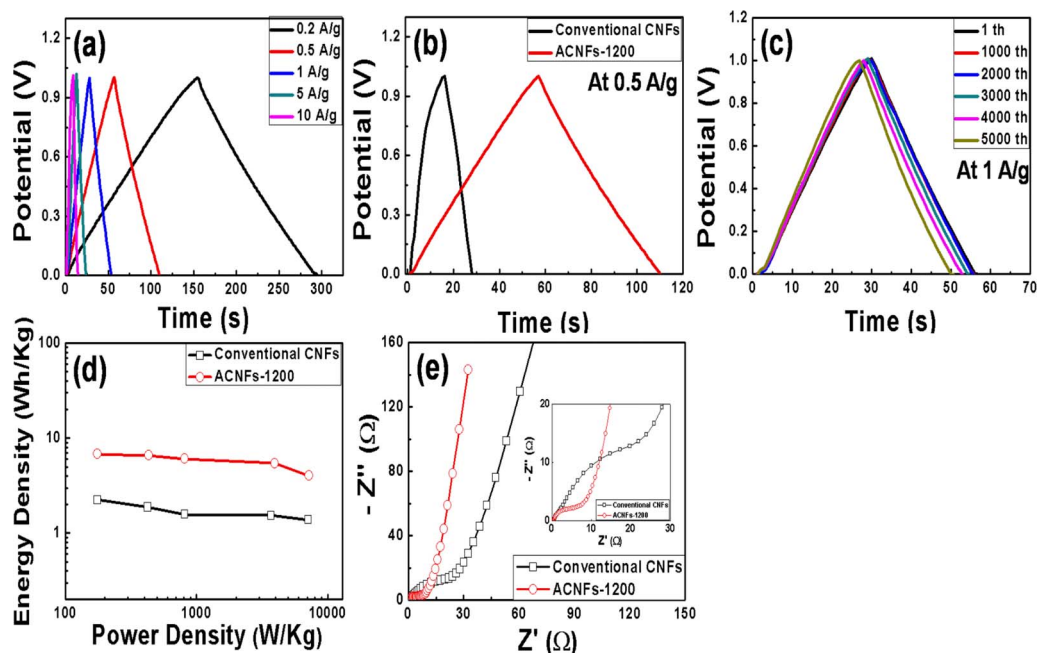 (a)
0.2 A/g
0.5 A/g
1 A/g
5 A/g
10 A/g
Potential (V)
1.2
0.9
0.6
0.3
0.0
0 50 100 150 200 250 300
Time (s)
(b)
Conventional CNFs
ACNFs-1200
At 0.5 A/g
Potential (V)
1.2
0.9
0.6
0.3
0.0
0 20 40 60 80 100 120
Time (s)
(c)
1 th
1000 th
2000 th
3000 th
4000 th
5000 th
At 1 A/g
Potential (V)
1.2
1.0
0.8
0.6
0.4
0.2
0.0
0 10 20 30 40 50 60 70
Time (s)
(d)
Conventional CNFs
ACNFs-1200
Energy Density (Wh/Kg)
100
10
1
100 1000 10000
Power Density (W/Kg)
(e)
- Z'' (Ω)
160
120
80
40
0
0 30 60 90 120 150
Z' (Ω)
Conventional CNFs
ACNFs-1200
- Z'' (Ω)
20
10
0
0 10 20 30
Z' (Ω)
Conventional CNFs
ACNFs-1200